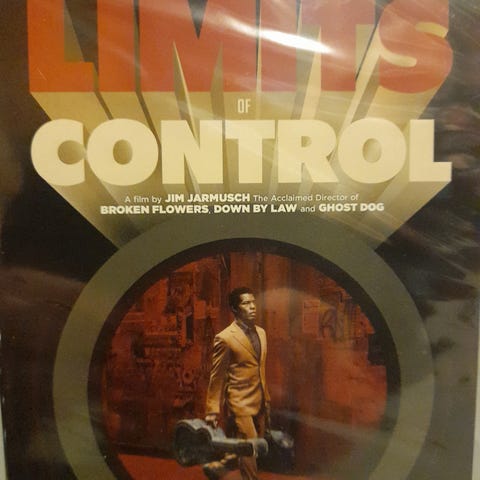 LIMITS
OF
CONTROL
A film by JIM JARMUSCH The Acclaimed Director of
BROKEN FLOWERS, DOWN BY LAW and GHOST DOG